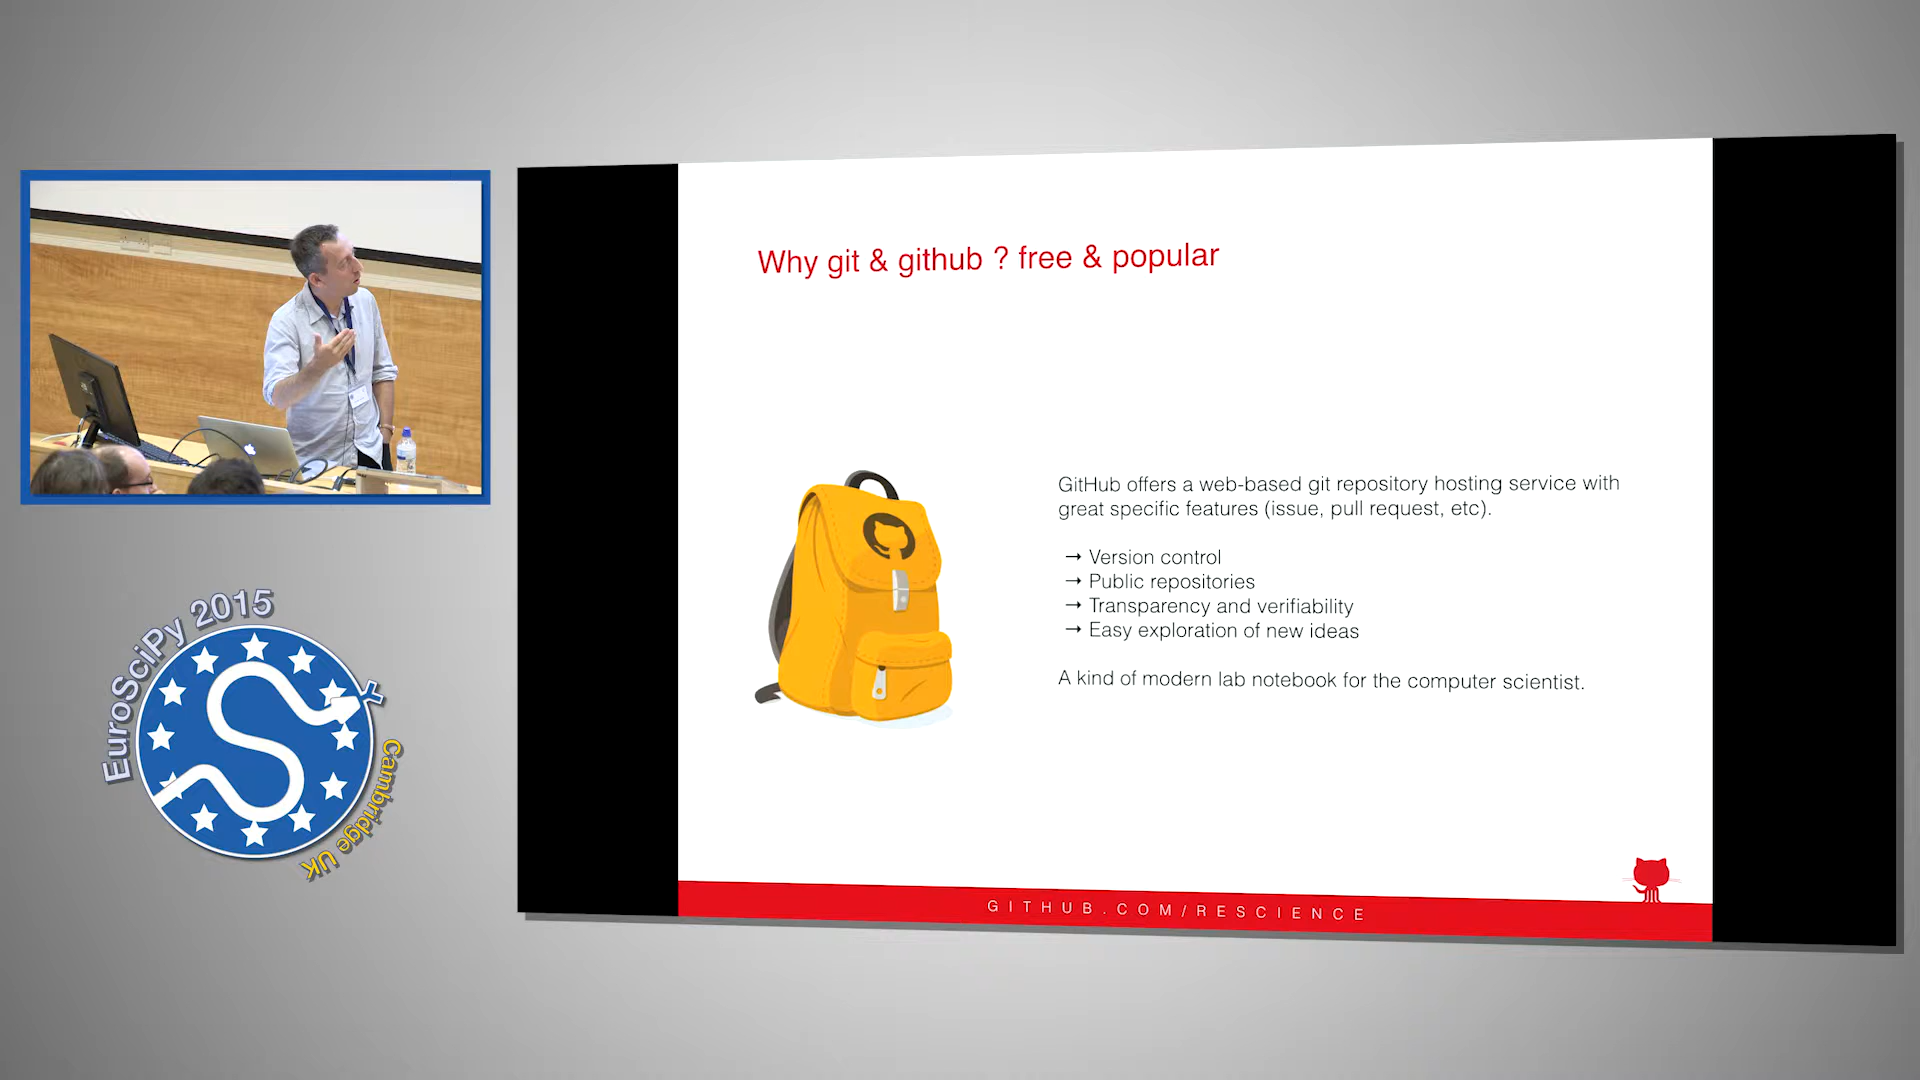 Why git & github ? free & popular
GitHub offers a web-based git repository hosting service with
great specific features (issue, pull request, etc).
→ Version control
→ Public repositories
→ Transparency and verifiability
→ Easy exploration of new ideas
A kind of modern lab notebook for the computer scientist.
GITHUB.COM/RESCIENCE
EuroSciPy 2015
Cambridge UK